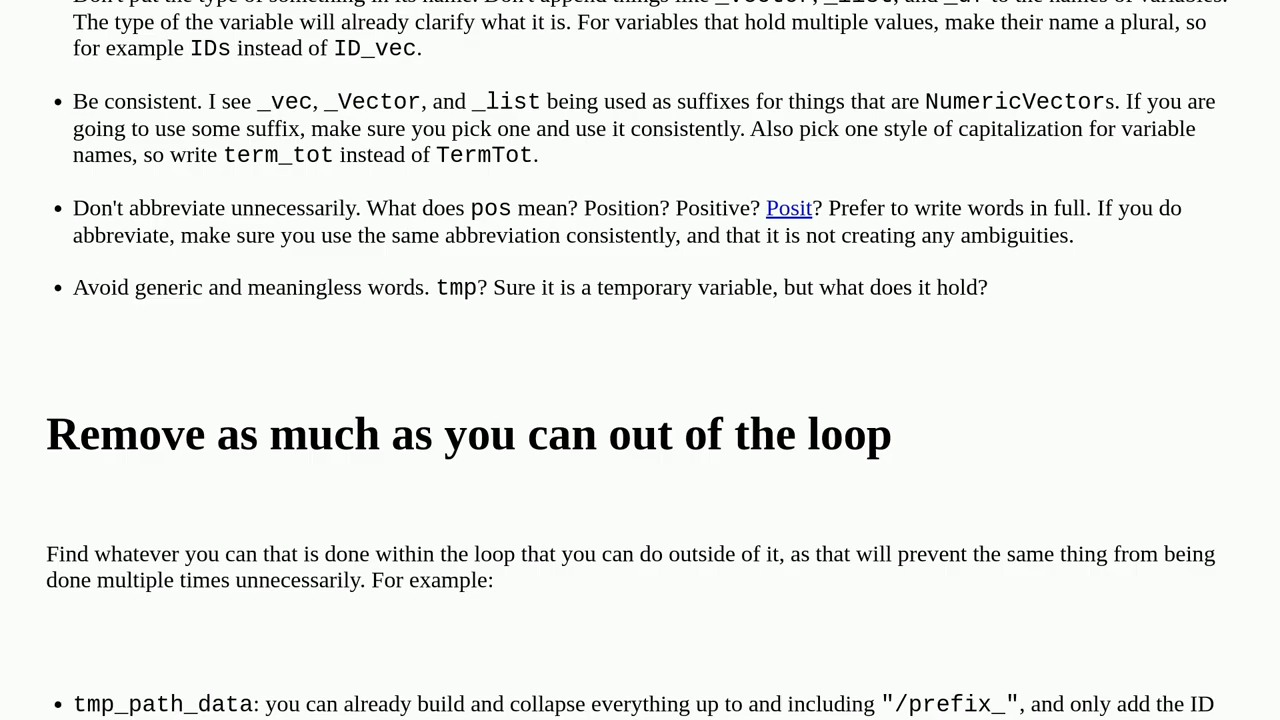 The type of the variable will already clarify what it is. For variables that hold multiple values, make their name a plural, so
for example IDs instead of ID_vec.
• Be consistent. I see _vec, _Vector, and _list being used as suffixes for things that are NumericVectors. If you are
going to use some suffix, make sure you pick one and use it consistently. Also pick one style of capitalization for variable
names, so write term_tot instead of TermTot.
• Don't abbreviate unnecessarily. What does pos mean? Position? Positive? Posit? Prefer to write words in full. If you do
abbreviate, make sure you use the same abbreviation consistently, and that it is not creating any ambiguities.
• Avoid generic and meaningless words. tmp? Sure it is a temporary variable, but what does it hold?
Remove as much as you can out of the loop
Find whatever you can that is done within the loop that you can do outside of it, as that will prevent the same thing from being
done multiple times unnecessarily. For example:
• tmp_path_data: you can already build and collapse everything up to and including "/prefix_", and only add the ID